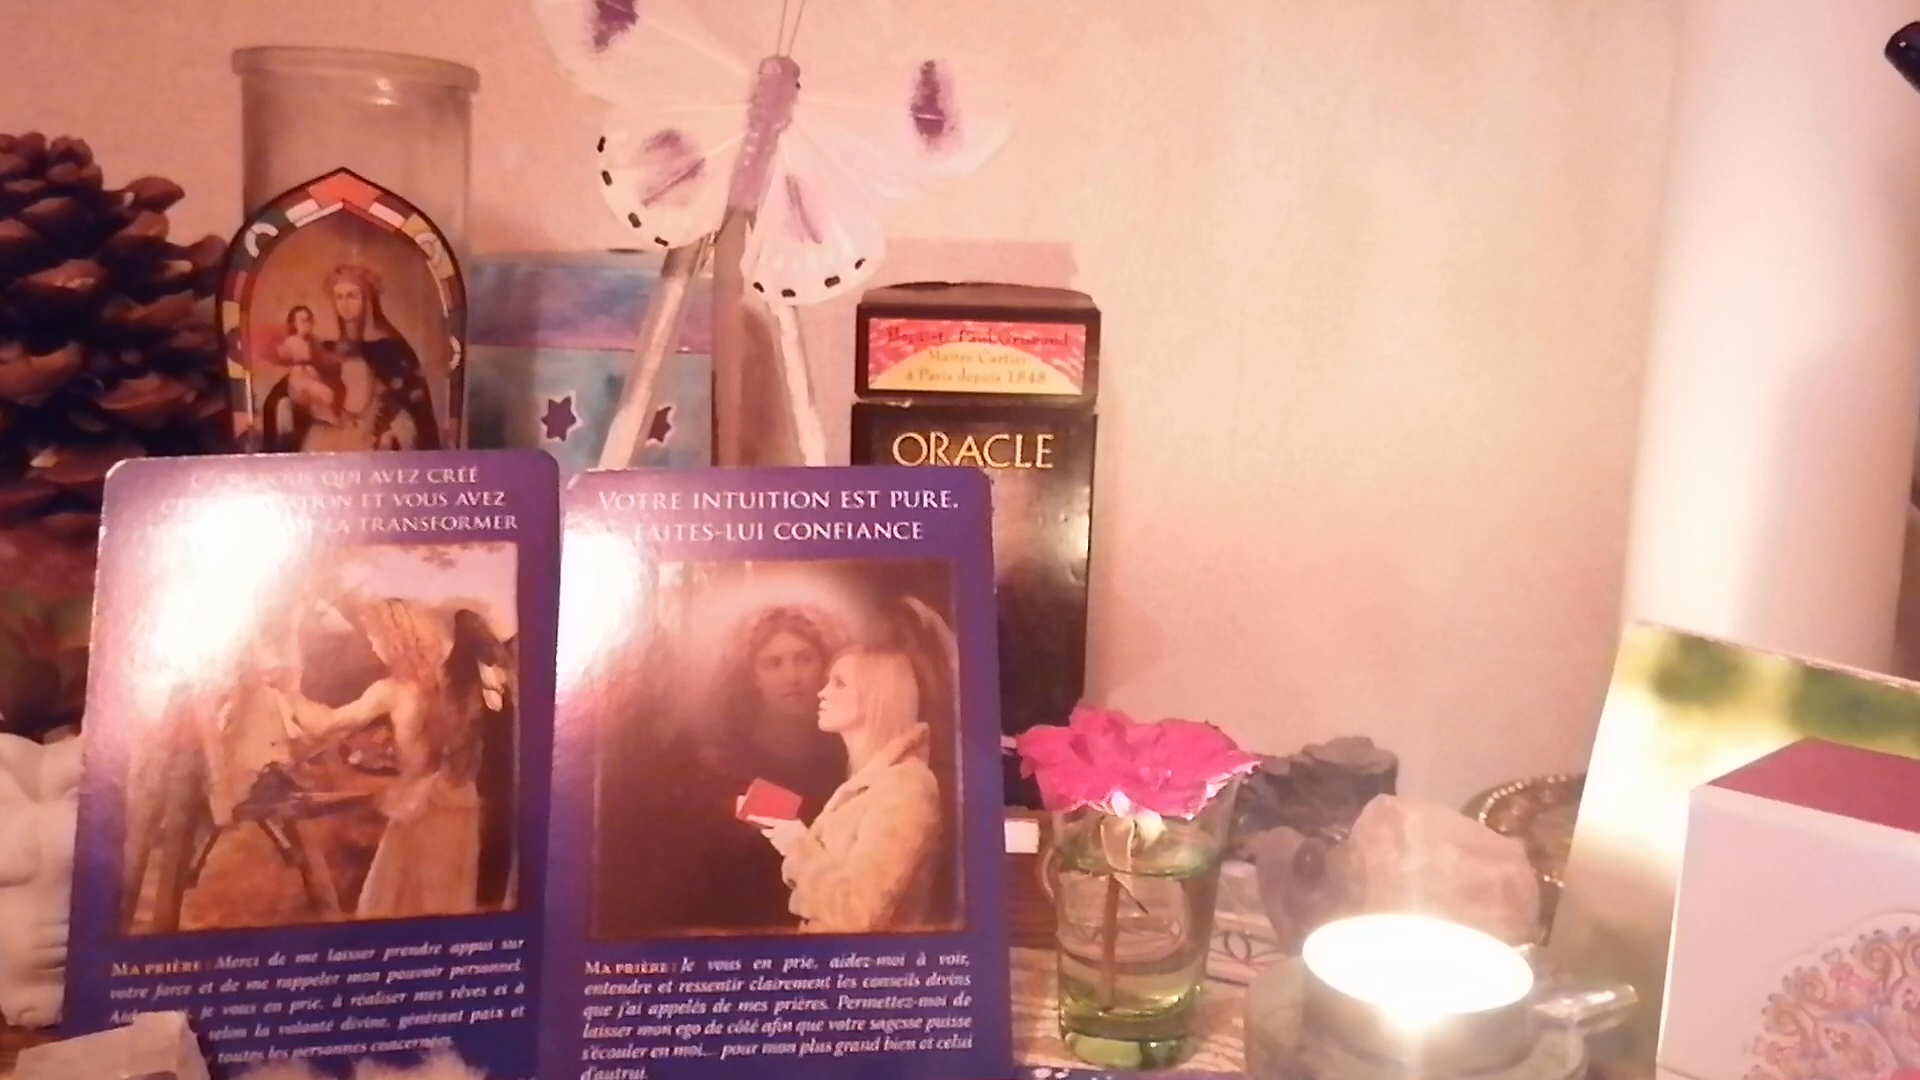 Baptiste Paul Grimaud
Maître Cartier
à Paris depuis 1848
ORACLE
C'EST VOUS QUI AVEZ CRÉÉ
ET VOUS AVEZ
LA TRANSFORMER
MA PRIÈRE : Merci de me laisser prendre appui sur
votre force et de me rappeler mon pouvoir personnel.
je vous en prie, à réaliser mes rêves et à
selon la volonté divine, générant paix et
toutes les personnes concernées.
VOTRE INTUITION EST PURE,
FAITES-LUI CONFIANCE
MA PRIÈRE : Je vous en prie, aidez-moi à voir,
entendre et ressentir clairement les conseils divins
que j'ai appelés de mes prières. Permettez-moi de
laisser mon ego de côté afin que votre sagesse puisse
s'écouler en moi... pour mon plus grand bien et celui
d'autrui.